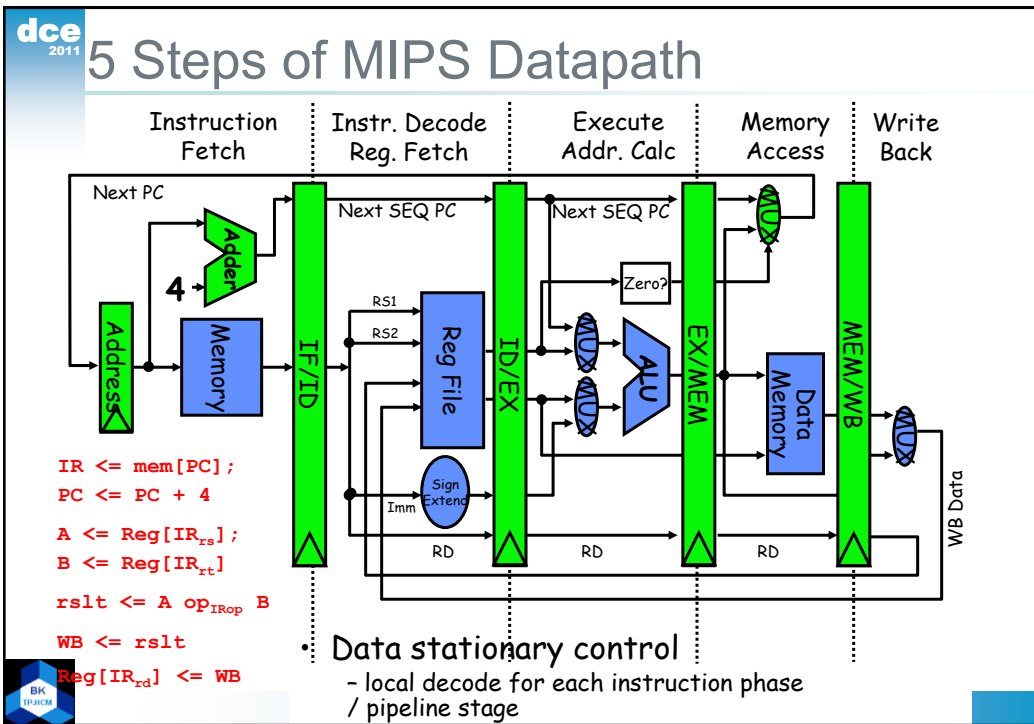 dce
2011
5 Steps of MIPS Datapath
Instruction
Fetch
Instr. Decode
Reg. Fetch
Execute
Addr. Calc
Memory
Access
Write
Back
Next PC
Next SEQ PC
Next SEQ PC
Adder
4
Zero?
RS1
RS2
Address
Memory
IF/ID
Reg File
ID/EX
MUX
MUX
ALU
EX/MEM
MUX
Data
Memory
MEM/WB
MUX
Imm
Sign
Extend
RD
RD
RD
WB Data
IR <= mem[PC];
PC <= PC + 4
A <= Reg[IRrs];
B <= Reg[IRrt]
rslt <= A opIRop B
WB <= rslt
Reg[IRrd] <= WB
• Data stationary control
– local decode for each instruction phase
/ pipeline stage
BK
TP.HCM